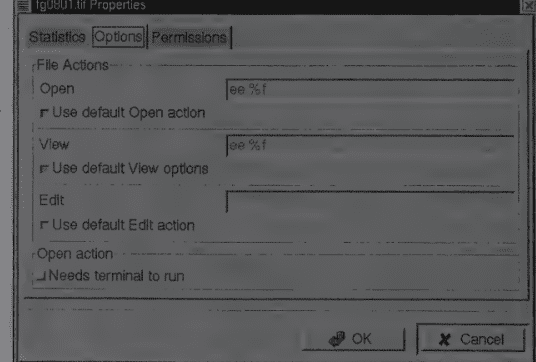 fg0801.tif Properties
Statistics Options Permissions
File Actions
Open ee %f
Use default Open action
View ee %f
Use default View options
Edit
Use default Edit action
Open action
Needs terminal to run
OK Cancel